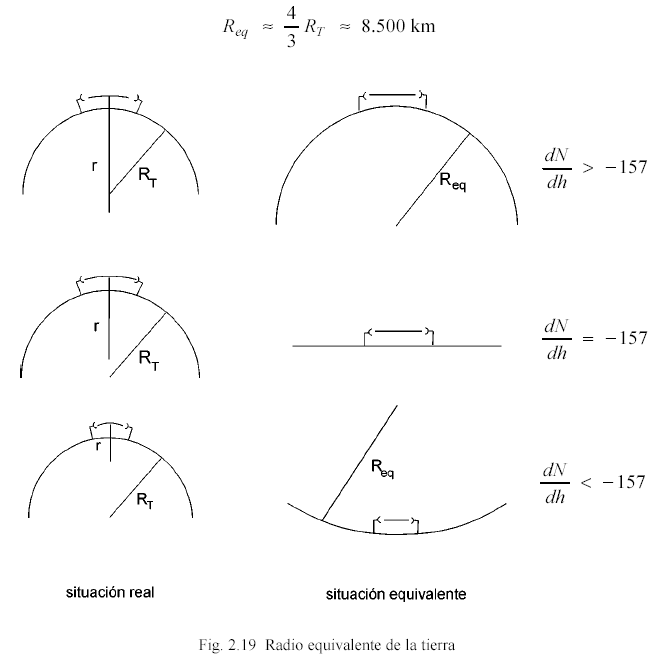 R_eq ≈ 4/3 R_T ≈ 8.500 km
r R_T R_eq dN/dh > −157
r R_T dN/dh = −157
r R_T R_eq dN/dh < −157
situación real situación equivalente
Fig. 2.19 Radio equivalente de la tierra